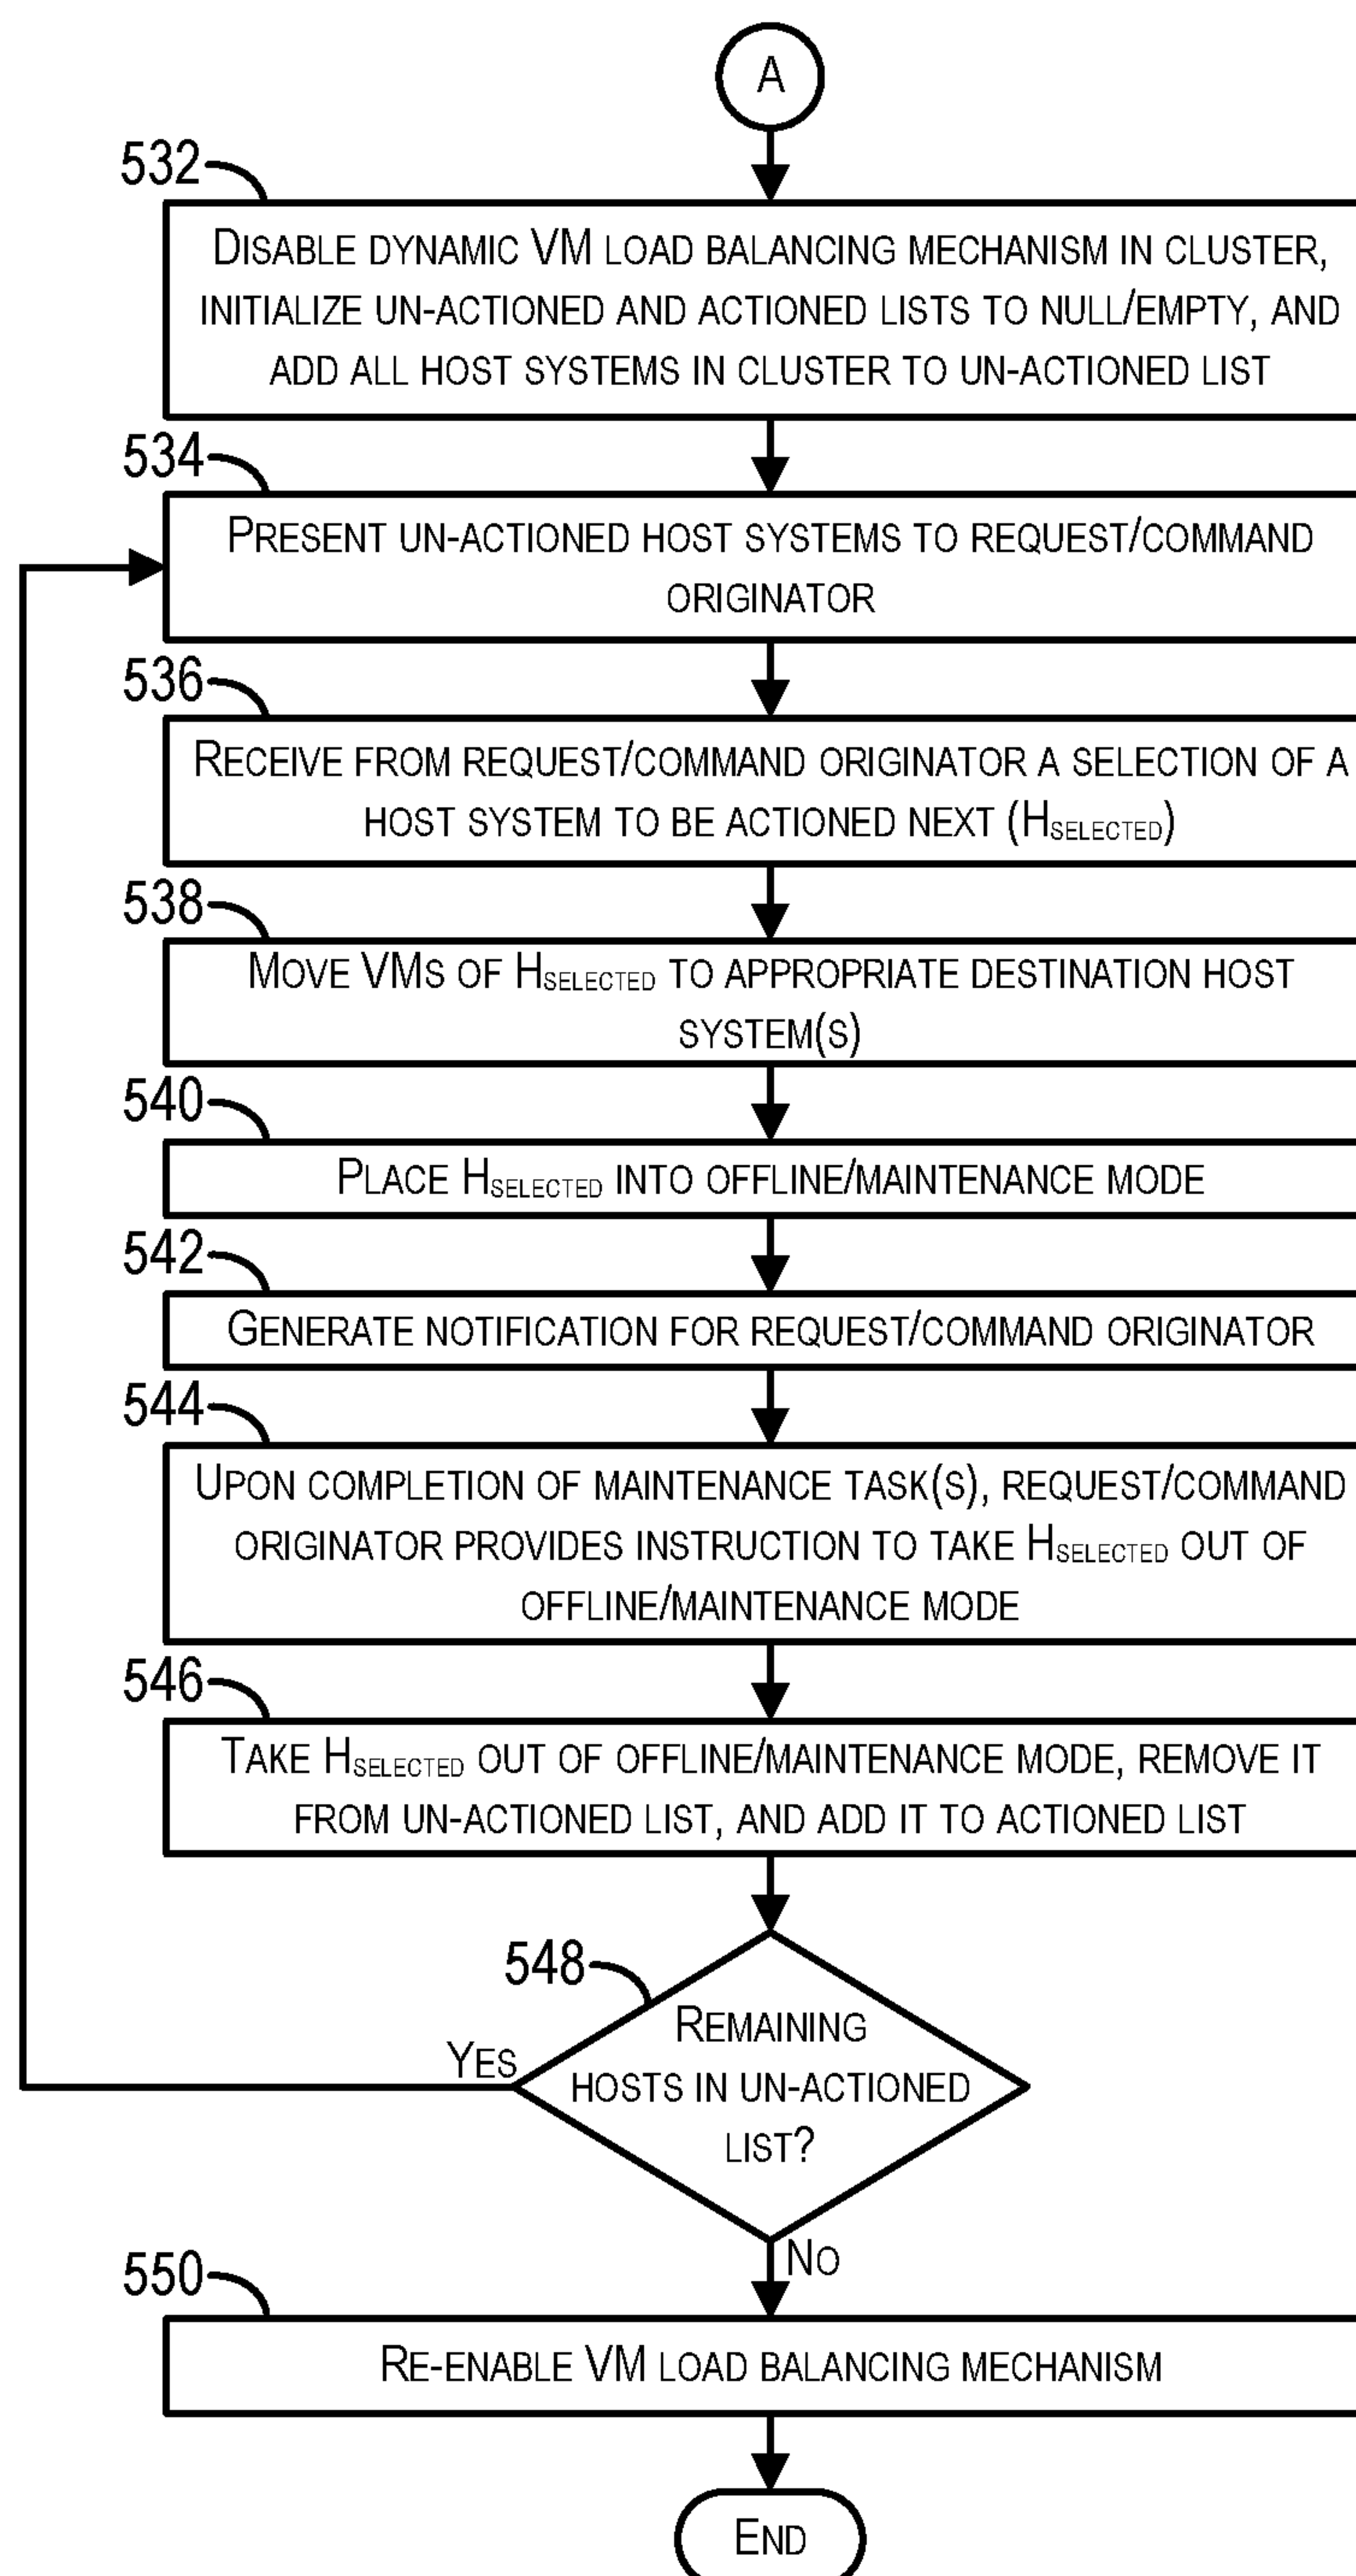 A
532
DISABLE DYNAMIC VM LOAD BALANCING MECHANISM IN CLUSTER,
INITIALIZE UN-ACTIONED AND ACTIONED LISTS TO NULL/EMPTY, AND
ADD ALL HOST SYSTEMS IN CLUSTER TO UN-ACTIONED LIST
534
PRESENT UN-ACTIONED HOST SYSTEMS TO REQUEST/COMMAND
ORIGINATOR
536
RECEIVE FROM REQUEST/COMMAND ORIGINATOR A SELECTION OF A
HOST SYSTEM TO BE ACTIONED NEXT (HSELECTED)
538
MOVE VMS OF HSELECTED TO APPROPRIATE DESTINATION HOST
SYSTEM(S)
540
PLACE HSELECTED INTO OFFLINE/MAINTENANCE MODE
542
GENERATE NOTIFICATION FOR REQUEST/COMMAND ORIGINATOR
544
UPON COMPLETION OF MAINTENANCE TASK(S), REQUEST/COMMAND
ORIGINATOR PROVIDES INSTRUCTION TO TAKE HSELECTED OUT OF
OFFLINE/MAINTENANCE MODE
546
TAKE HSELECTED OUT OF OFFLINE/MAINTENANCE MODE, REMOVE IT
FROM UN-ACTIONED LIST, AND ADD IT TO ACTIONED LIST
548
REMAINING
HOSTS IN UN-ACTIONED
LIST?
YES
NO
550
RE-ENABLE VM LOAD BALANCING MECHANISM
END